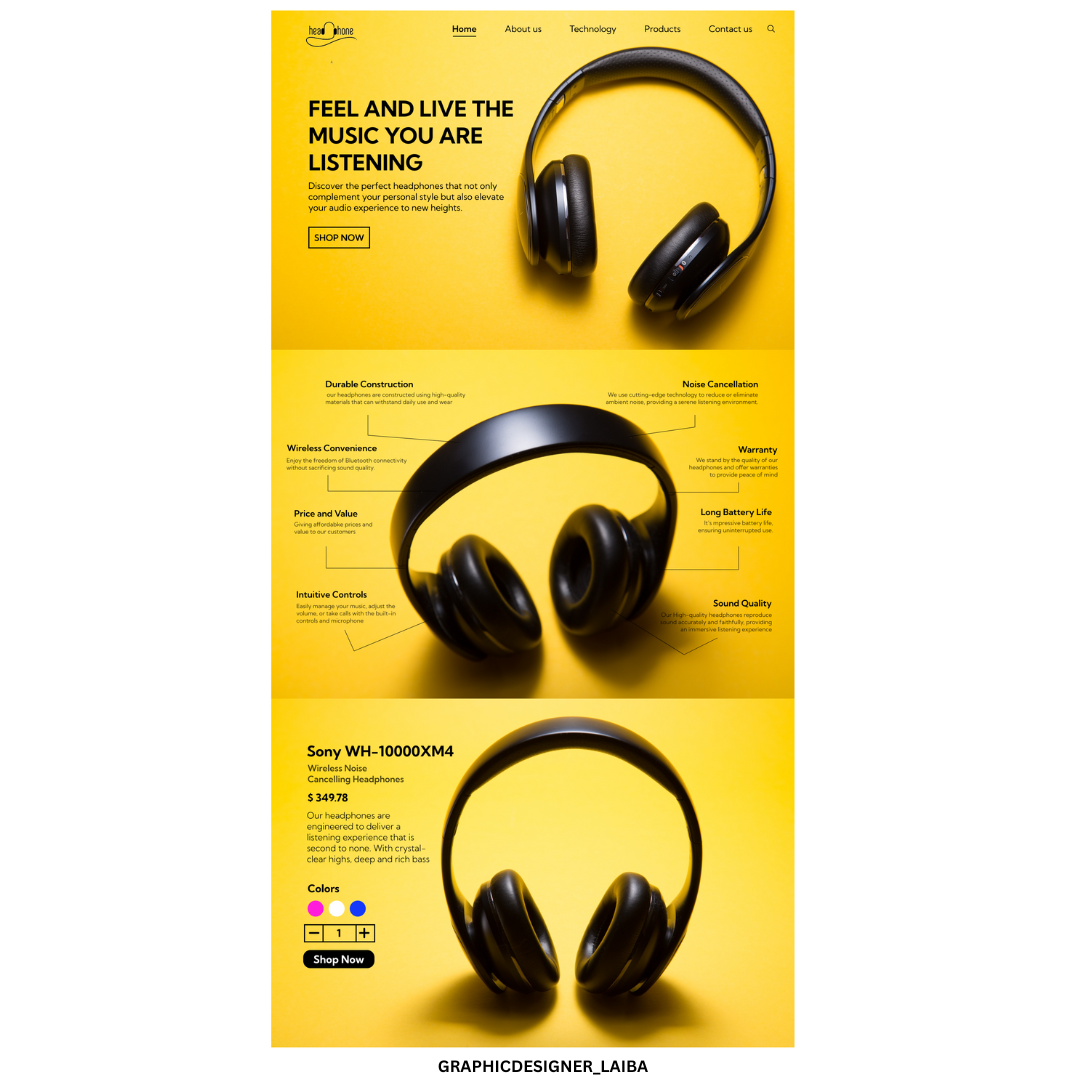 headphone
Home
About us
Technology
Products
Contact us
FEEL AND LIVE THE
MUSIC YOU ARE
LISTENING
Discover the perfect headphones that not only
complement your personal style but also elevate
your audio experience to new heights.
SHOP NOW
Durable Construction
our headphones are constructed using high-quality
materials that can withstand daily use and wear
Noise Cancellation
We use cutting-edge technology to reduce or eliminate
ambient noise, providing a serene listening environment.
Wireless Convenience
Enjoy the freedom of Bluetooth connectivity
without sacrificing sound quality.
Warranty
We stand by the quality of our
headphones and offer warranties
to provide peace of mind
Price and Value
Giving affordabke prices and
value to our customers
Long Battery Life
It's mpressive battery life,
ensuring uninterrupted use.
Intuitive Controls
Easily manage your music, adjust the
volume, or take calls with the built-in
controls and microphone
Sound Quality
Our High-quality headphones reproduce
sound accurately and faithfully, providing
an immersive listening experience
Sony WH-10000XM4
Wireless Noise
Cancelling Headphones
$ 349.78
Our headphones are
engineered to deliver a
listening experience that is
second to none. With crystal-
clear highs, deep and rich bass
Colors
1
Shop Now
GRAPHICDESIGNER_LAIBA